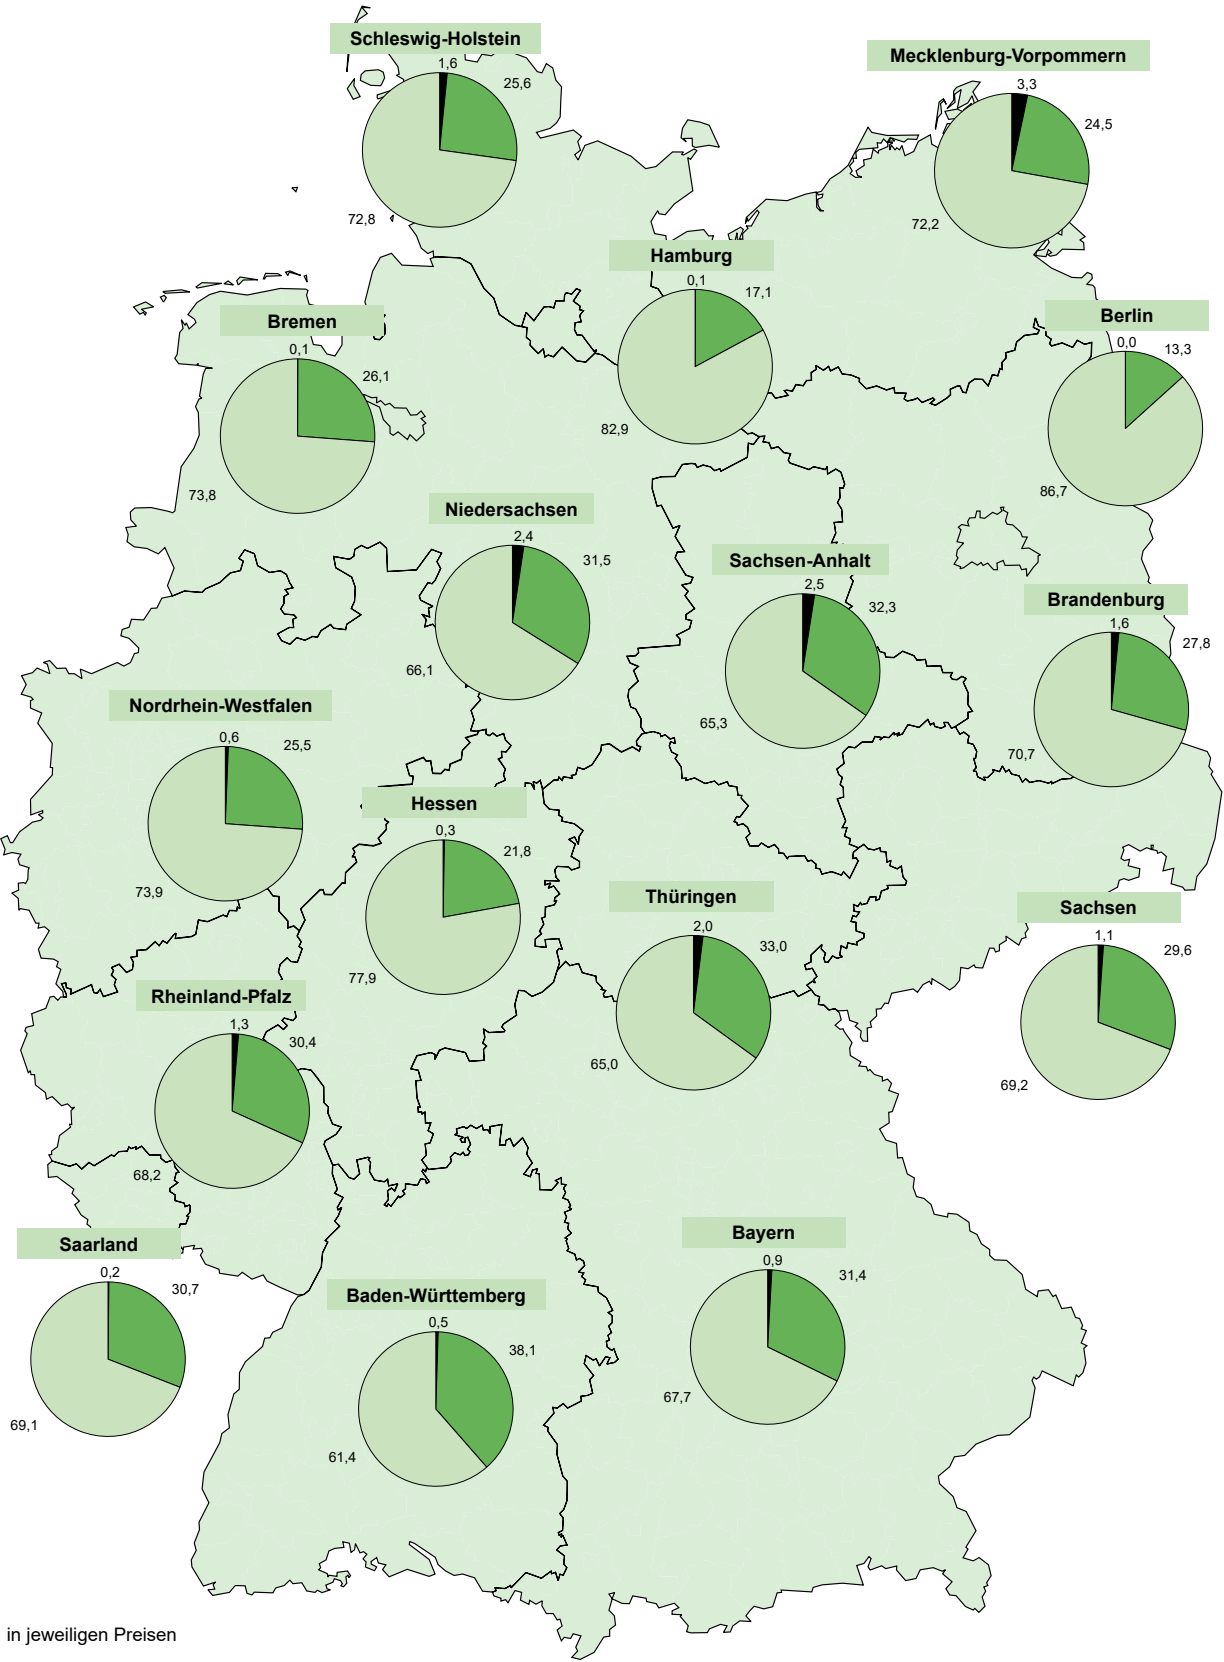 Schleswig-Holstein
1,6
25,6
72,8
Mecklenburg-Vorpommern
3,3
24,5
72,2
Hamburg
0,1
17,1
82,9
Bremen
0,1
26,1
73,8
Berlin
0,0
13,3
86,7
Niedersachsen
2,4
31,5
66,1
Sachsen-Anhalt
2,5
32,3
65,3
Brandenburg
1,6
27,8
70,7
Nordrhein-Westfalen
0,6
25,5
73,9
Hessen
0,3
21,8
77,9
Thüringen
2,0
33,0
65,0
Sachsen
1,1
29,6
69,2
Rheinland-Pfalz
1,3
30,4
68,2
Saarland
0,2
30,7
69,1
Baden-Württemberg
0,5
38,1
61,4
Bayern
0,9
31,4
67,7
in jeweiligen Preisen